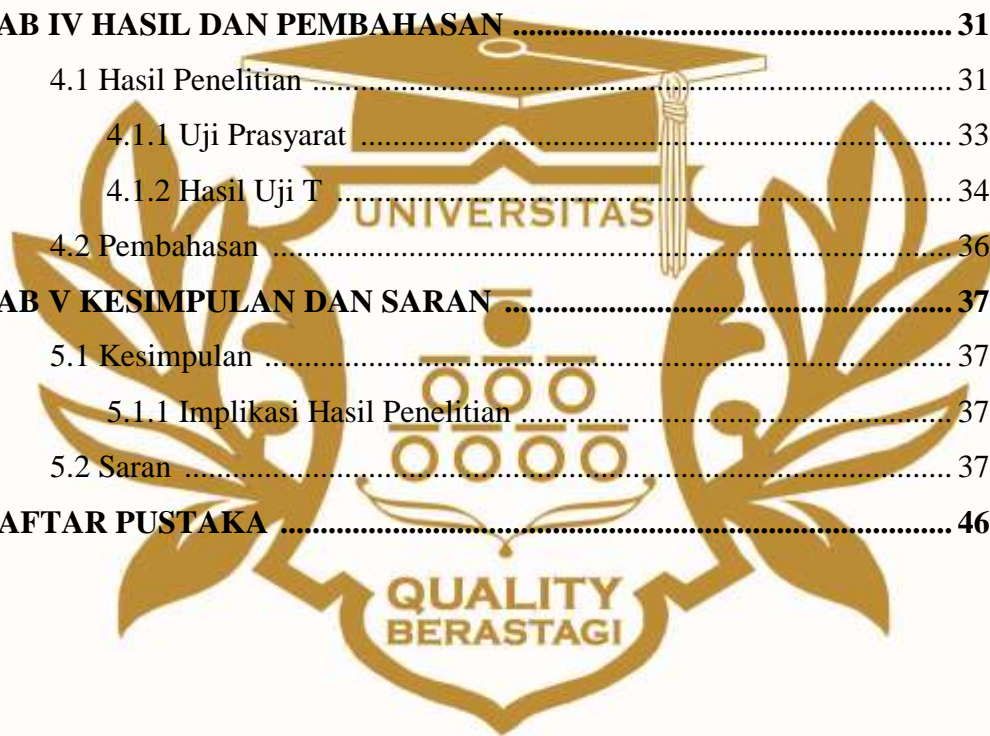 AB IV HASIL DAN PEMBAHASAN ........................................................ 31
4.1 Hasil Penelitian ................................................................................. 31
4.1.1 Uji Prasyarat ........................................................................... 33
4.1.2 Hasil Uji T .............................................................................. 34
UNIVERSITAS
4.2 Pembahasan ...................................................................................... 36
AB V KESIMPULAN DAN SARAN ......................................................... 37
5.1 Kesimpulan ....................................................................................... 37
5.1.1 Implikasi Hasil Penelitian ....................................................... 37
5.2 Saran ................................................................................................. 37
AFTAR PUSTAKA ..................................................................................... 46
QUALITY
BERASTAGI